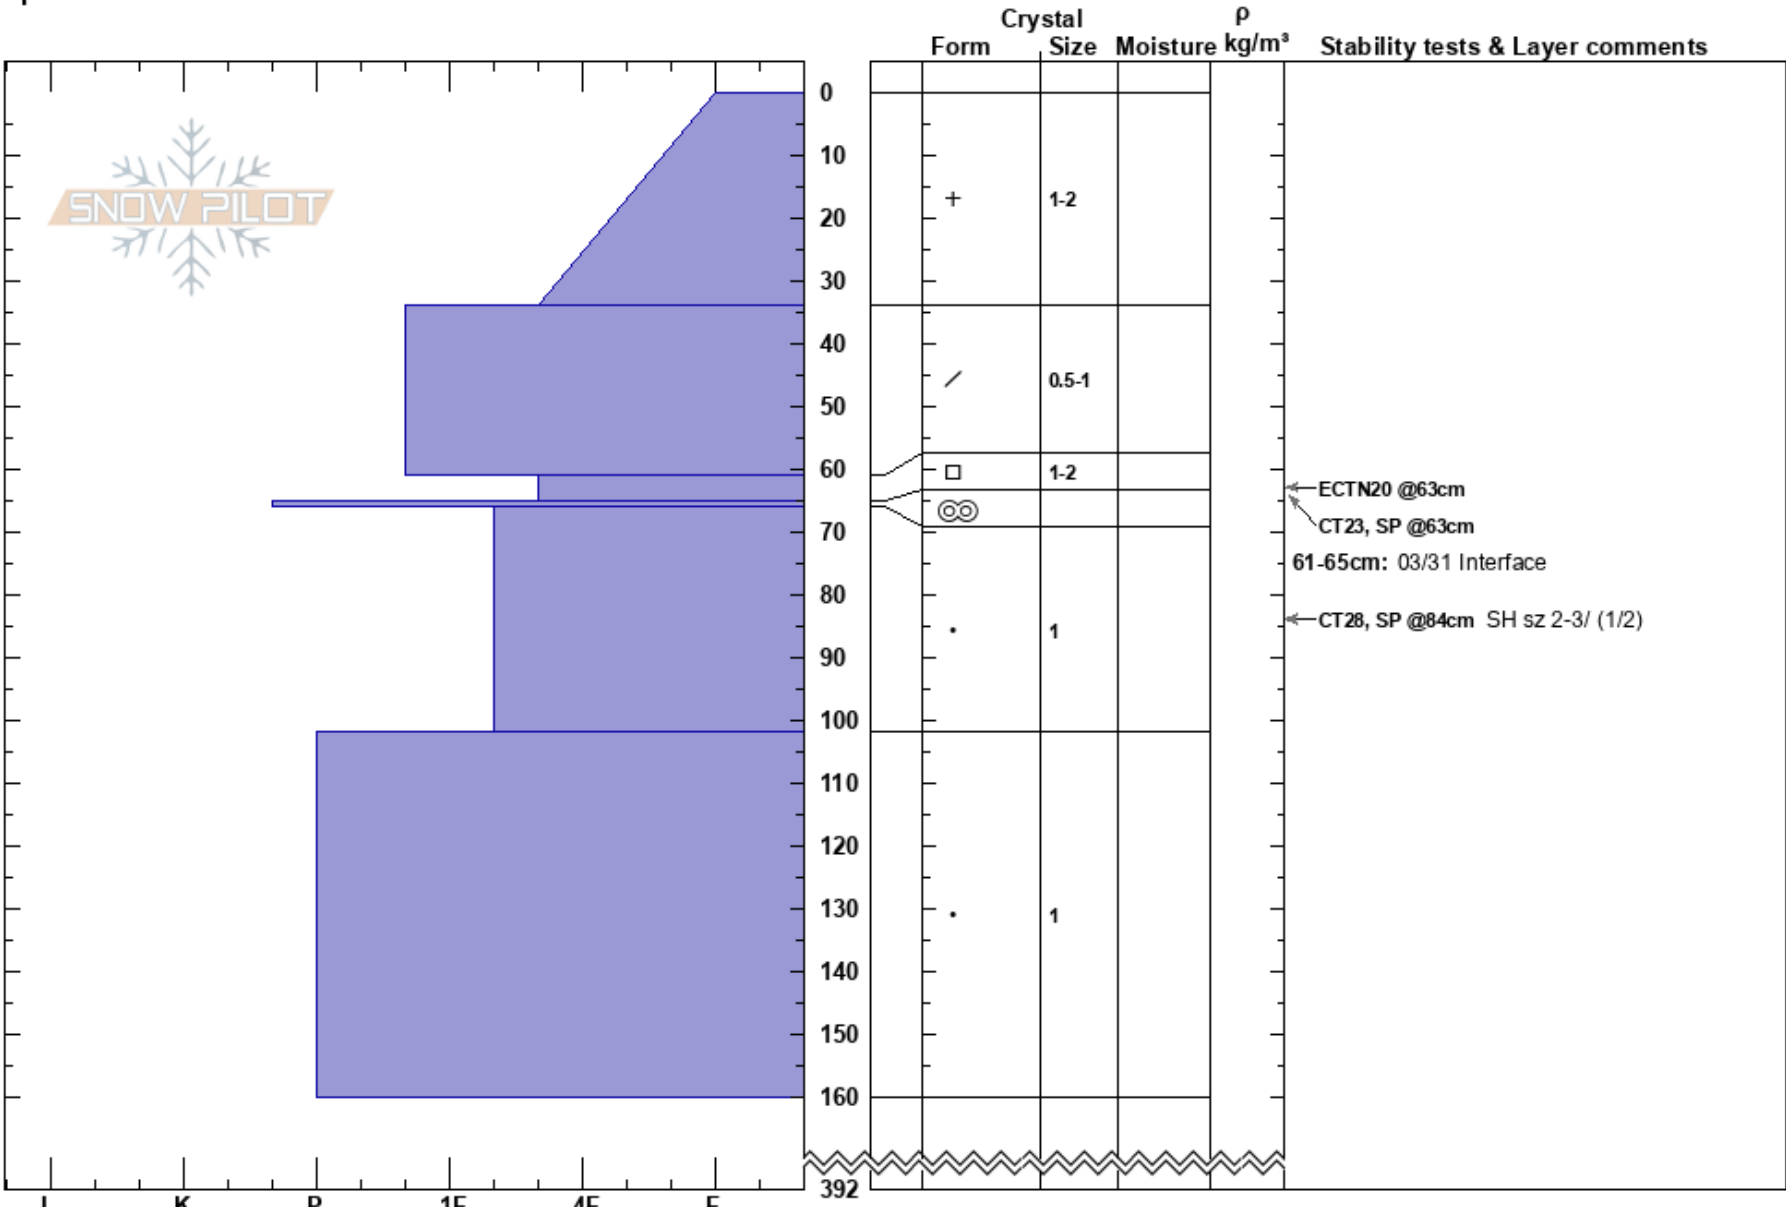 Crystal ρ
Form Size Moisture kg/m³ Stability tests & Layer comments
SNOW PILOT
0
10
+ 1-2
20
30
40
/ 0.5-1
50
60
1-2
ECTN20 @63cm
CT23, SP @63cm
70
61-65cm: 03/31 Interface
80
CT28, SP @84cm SH sz 2-3/ (1/2)
1
90
100
110
120
130
1
140
150
160
392
I K P 1F 4F F